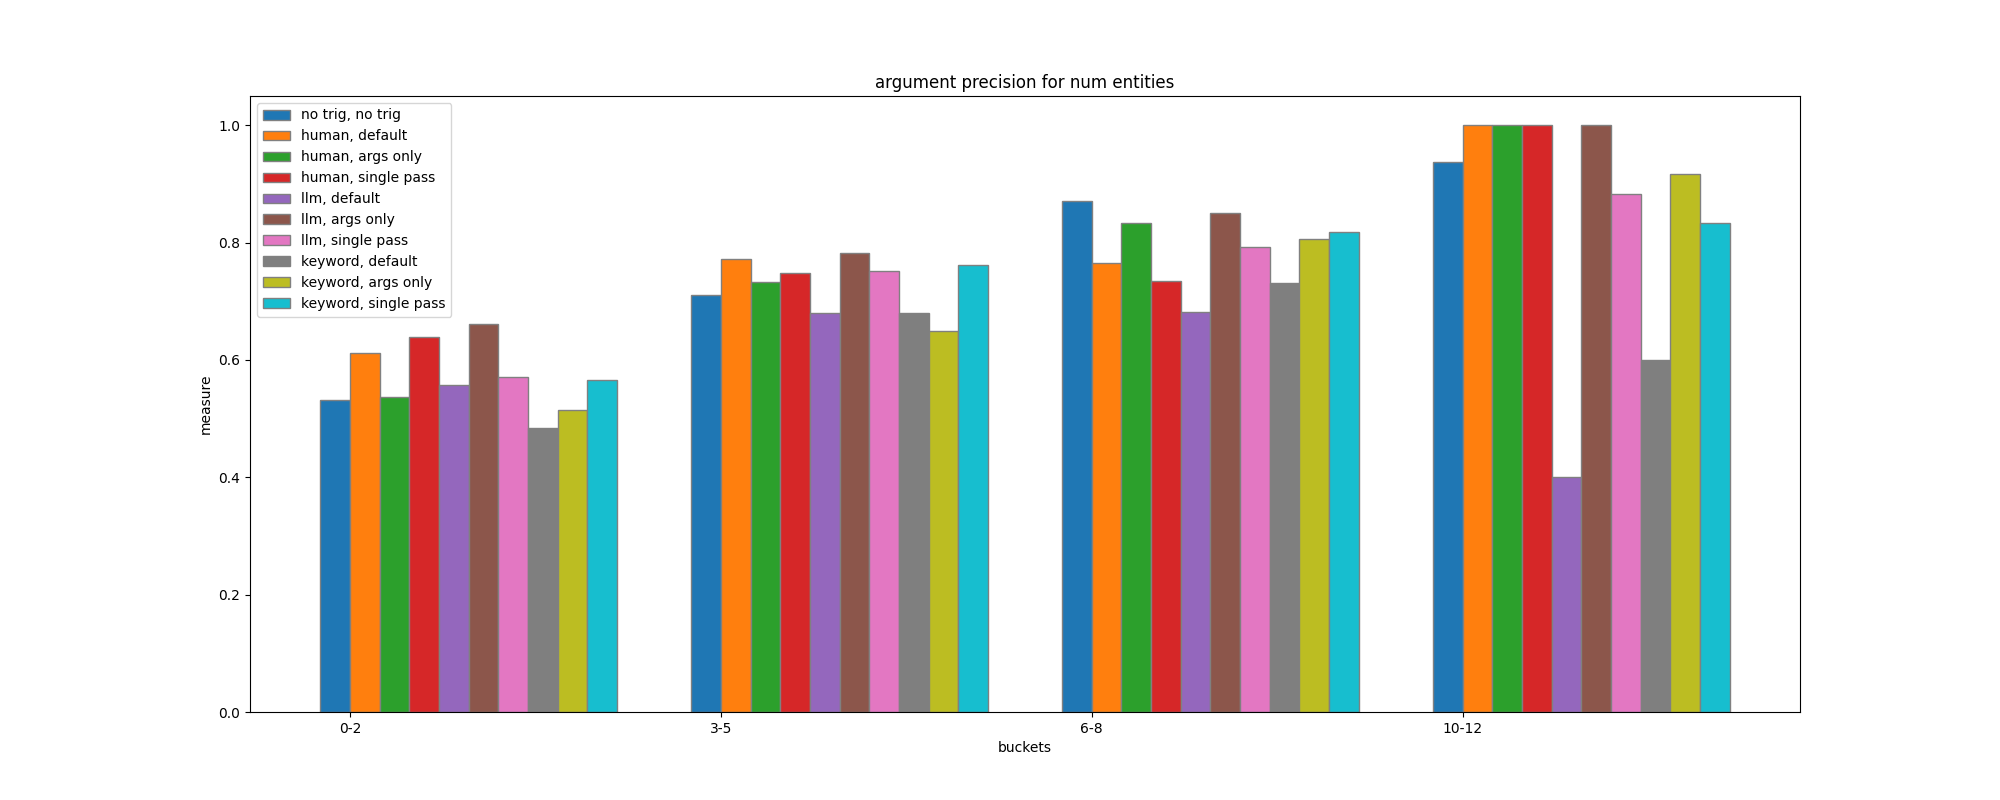 argument precision for num entities
no trig, no trig
human, default
human, args only
human, single pass
llm, default
llm, args only
llm, single pass
keyword, default
keyword, args only
keyword, single pass
measure
1.0
0.8
0.6
0.4
0.2
0.0
0-2 3-5 6-8 10-12
buckets